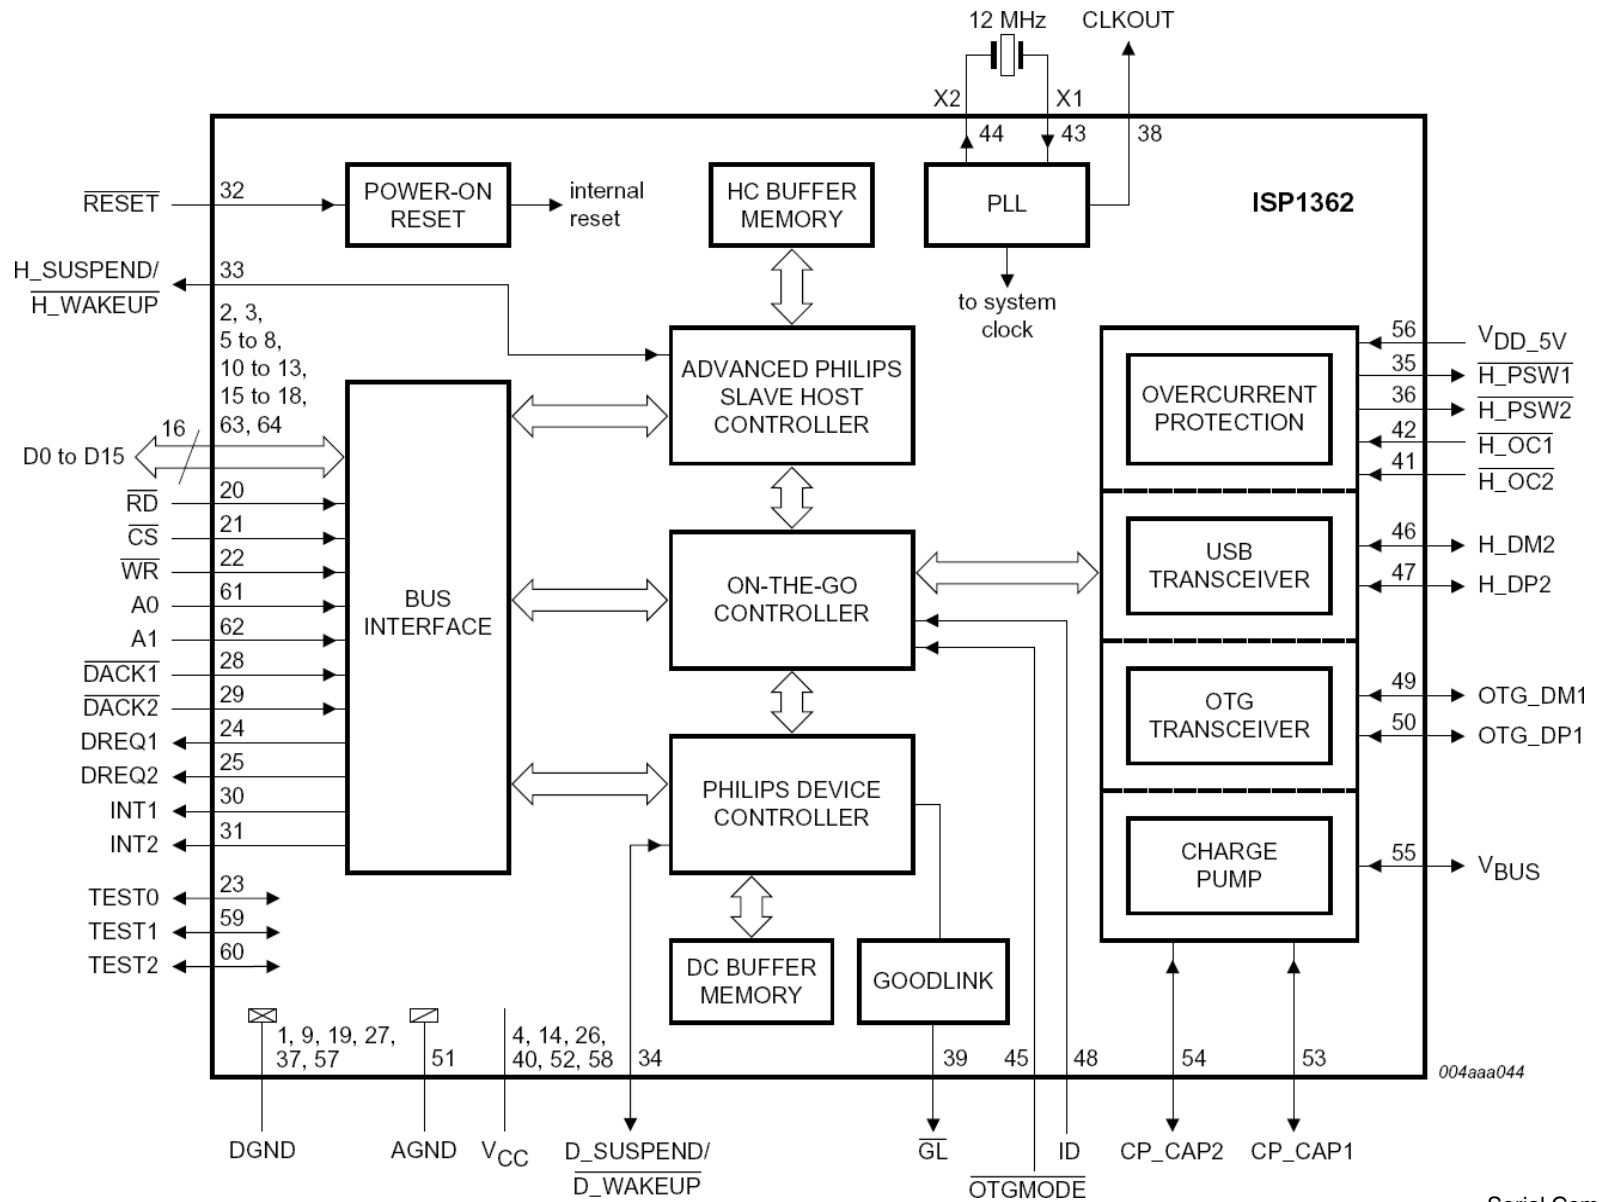 12 MHz
CLKOUT
X2
X1
44
43
38
ISP1362
RESET
32
POWER-ON
RESET
internal
reset
HC BUFFER
MEMORY
PLL
to system
clock
H_SUSPEND/
H_WAKEUP
33
2, 3,
5 to 8,
10 to 13,
15 to 18,
63, 64
16
D0 to D15
RD
20
CS
21
WR
22
A0
61
A1
62
DACK1
28
DACK2
29
DREQ1
24
DREQ2
25
INT1
30
INT2
31
TEST0
23
TEST1
59
TEST2
60
BUS
INTERFACE
ADVANCED PHILIPS
SLAVE HOST
CONTROLLER
ON-THE-GO
CONTROLLER
PHILIPS DEVICE
CONTROLLER
DC BUFFER
MEMORY
GOODLINK
OVERCURRENT
PROTECTION
USB
TRANSCEIVER
OTG
TRANSCEIVER
CHARGE
PUMP
56
VDD_5V
35
H_PSW1
36
H_PSW2
42
H_OC1
41
H_OC2
46
H_DM2
47
H_DP2
49
OTG_DM1
50
OTG_DP1
55
VBUS
1, 9, 19, 27,
37, 57
51
4, 14, 26,
40, 52, 58
34
39
45
48
54
53
004aaa044
DGND
AGND
VCC
D_SUSPEND/
D_WAKEUP
GL
OTGMODE
ID
CP_CAP2
CP_CAP1